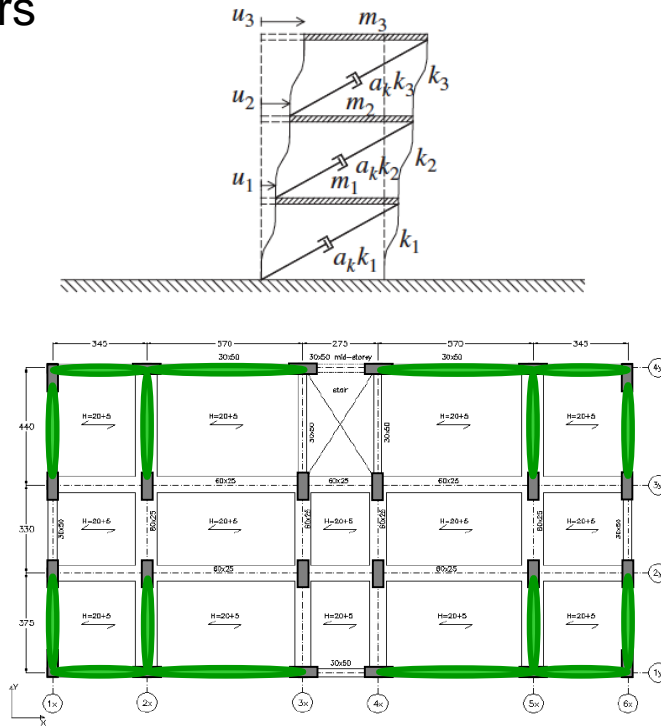 rs
u3
m3
k3
akk3
u2
m2
k2
akk2
u1
m1
k1
akk1
345 570 275 570 345
30x50 30x50 mid-storey 30x50
stair
440
H=20+5 H=20+5 30x50 30x50 H=20+5 H=20+5
60x25 60x25 60x25
330
30x50 H=20+5 60x25 H=20+5 60x25 H=20+5 60x25 H=20+5 60x25 H=20+5 30x50
60x25 60x25
375
H=20+5 H=20+5 H=20+5 H=20+5 H=20+5
30x50
4y
3y
2y
1y
Y
X
1x 2x 3x 4x 5x 6x